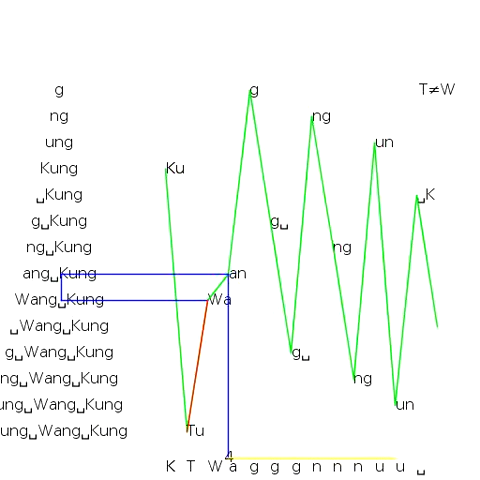 g T≠W
ng
ung
Kung
␣Kung
g␣Kung
ng␣Kung
ang␣Kung
Wang␣Kung
␣Wang␣Kung
g␣Wang␣Kung
ng␣Wang␣Kung
ung␣Wang␣Kung
ung␣Wang␣Kung
g
ng
un
Ku
␣K
g␣
ng
an
Wa
g␣
ng
un
Tu
4
K T W a g g g n n n u u ␣